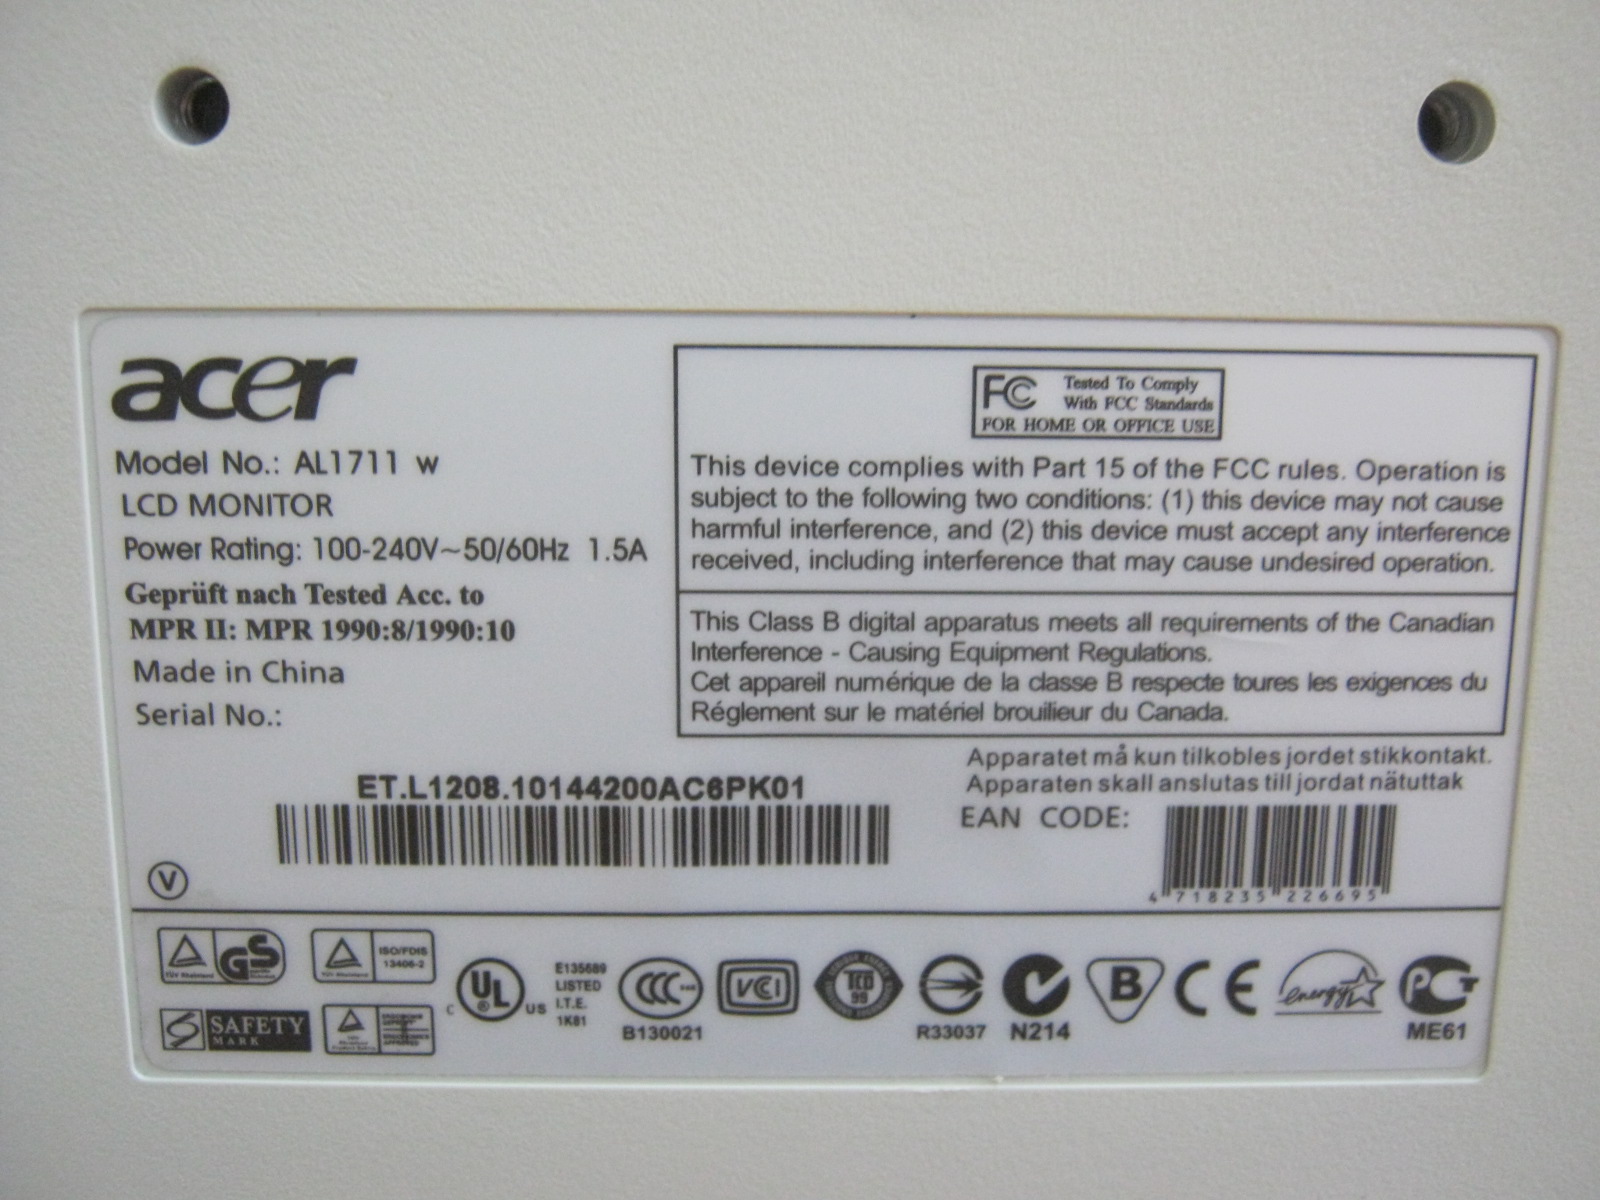 acer
Model No.: AL1711 w
LCD MONITOR
Power Rating: 100-240V~50/60Hz 1.5A
Geprüft nach Tested Acc. to
MPR II: MPR 1990:8/1990:10
Made in China
Serial No.:
ET.L1208.10144200AC6PK01
V
FC Tested To Comply
With FCC Standards
FOR HOME OR OFFICE USE
This device complies with Part 15 of the FCC rules. Operation is
subject to the following two conditions: (1) this device may not cause
harmful interference, and (2) this device must accept any interference
received, including interference that may cause undesired operation.
This Class B digital apparatus meets all requirements of the Canadian
Interference - Causing Equipment Regulations.
Cet appareil numérique de la classe B respecte toures les exigences du
Réglement sur le matériel brouilieur du Canada.
Apparatet må kun tilkobles jordet stikkontakt.
Apparaten skall anslutas till jordat nätuttak
EAN CODE:
4 718235 226695
TÜV Rheinland
GS
TÜV Rheinland
ISO/FDIS
13406-2
SAFETY
MARK
C UL US
E135689
LISTED
I.T.E.
1K81
CCC
B130021
VCCI
TCO
99
R33037
N214
B
CE
energy
ME61